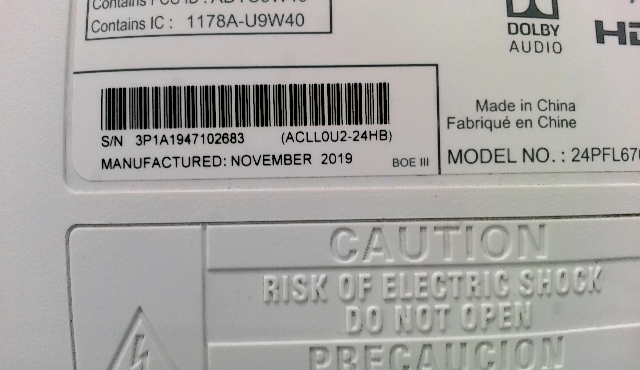 Contains IC : 1178A-U9W40
DOLBY
AUDIO
S/N 3P1A1947102683 (ACLL0U2-24HB)
MANUFACTURED: NOVEMBER 2019 BOE III
Made in China
Fabriqué en Chine
MODEL NO. : 24PFL67
CAUTION
RISK OF ELECTRIC SHOCK
DO NOT OPEN
PRECAUCION